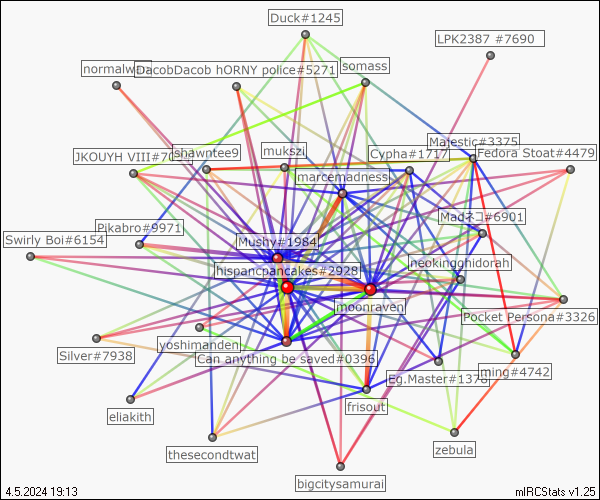 Duck#1245
LPK2387 #7690
normalw
DacobDacob hORNY police#5271
somass
Majestic#3375
JKOUYH VIII#7
shawntee9
mukszi
Cypha#1717
Fedora Stoat#4479
marcemadness
Madネコ#6901
Pikabro#9971
Swirly Boi#6154
Mushy#1984
neokingghidorah
hispancpancakes#2928
moonraven
Pocket Persona#3326
yoshimanden
Silver#7938
Can anything be saved#0396
Eg.Master#1378
ming#4742
eliakith
frisout
thesecondtwat
zebula
bigcitysamurai
4.5.2024 19:13
mIRCStats v1.25